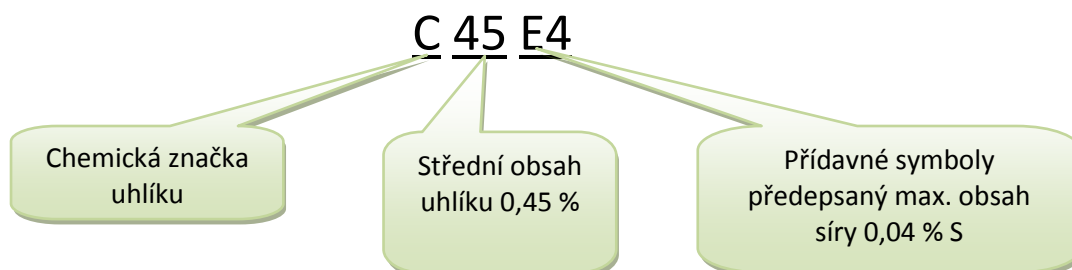 C 45 E4
Chemická značka
uhlíku
Střední obsah
uhlíku 0,45 %
Přídavné symboly
předepsaný max. obsah
síry 0,04 % S